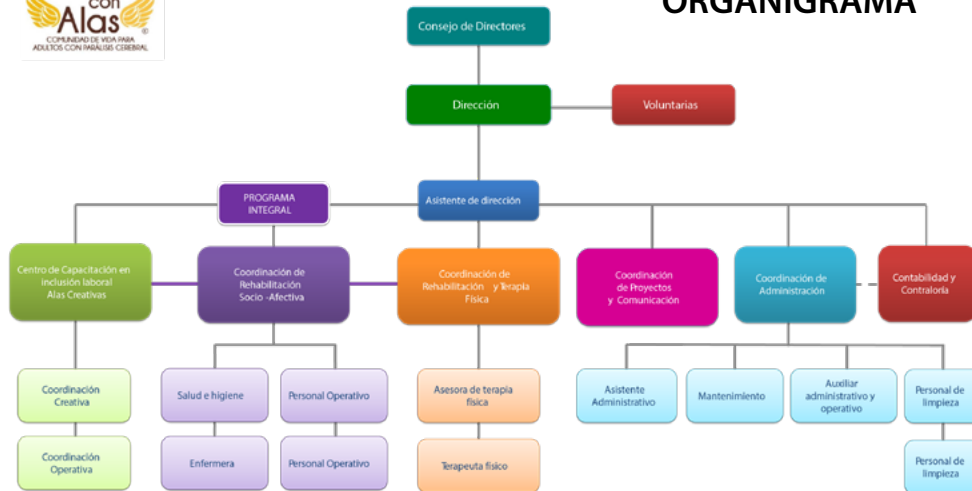 con
Alas
COMUNIDAD DE VIDA PARA
ADULTOS CON PARÁLISIS CEREBRAL
ORGANIGRAMA
Consejo de Directores
Dirección
Voluntarias
PROGRAMA
INTEGRAL
Asistente de dirección
Centro de Capacitación en
inclusión laboral
Alas Creativas
Coordinación de
Rehabilitación
Socio -Afectiva
Coordinación de
Rehabilitación y Terapia
Física
Coordinación
de Proyectos
y Comunicación
Coordinación de
Administración
Contabilidad y
Contraloría
Coordinación
Creativa
Salud e higiene
Personal Operativo
Asesora de terapia
física
Asistente
Administrativo
Mantenimiento
Auxiliar
administrativo y
operativo
Personal de
limpieza
Coordinación
Operativa
Enfermera
Personal Operativo
Terapeuta físico
Personal de
limpieza